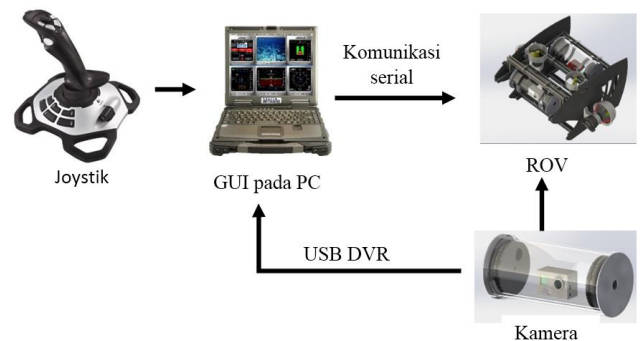 Komunikasi
serial
Joystik
GUI pada PC
ROV
USB DVR
Kamera